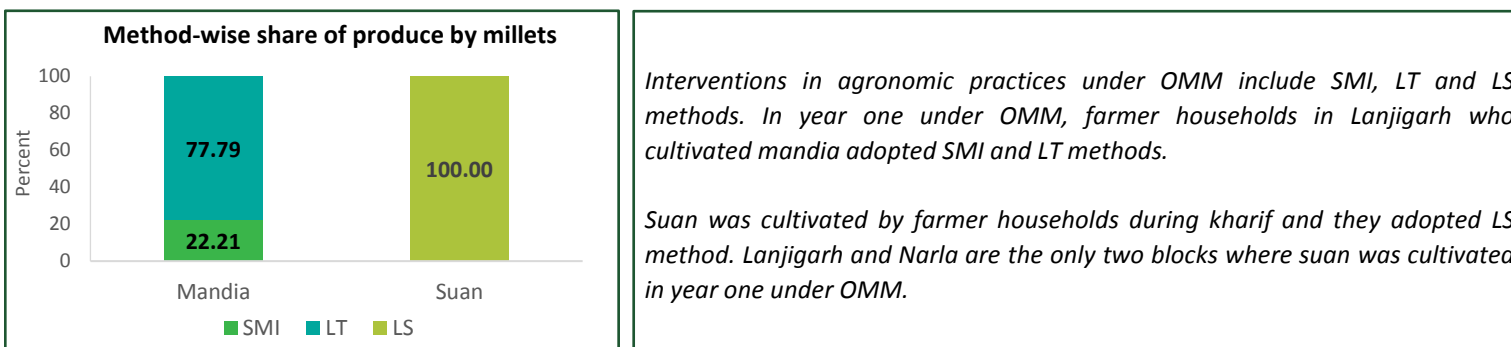 Method-wise share of produce by millets
100
80
60
40
20
0
Percent
77.79
22.21
100.00
Mandia Suan
SMI LT LS
Interventions in agronomic practices under OMM include SMI, LT and LS
methods. In year one under OMM, farmer households in Lanjigarh who
cultivated mandia adopted SMI and LT methods.
Suan was cultivated by farmer households during kharif and they adopted LS
method. Lanjigarh and Narla are the only two blocks where suan was cultivated
in year one under OMM.